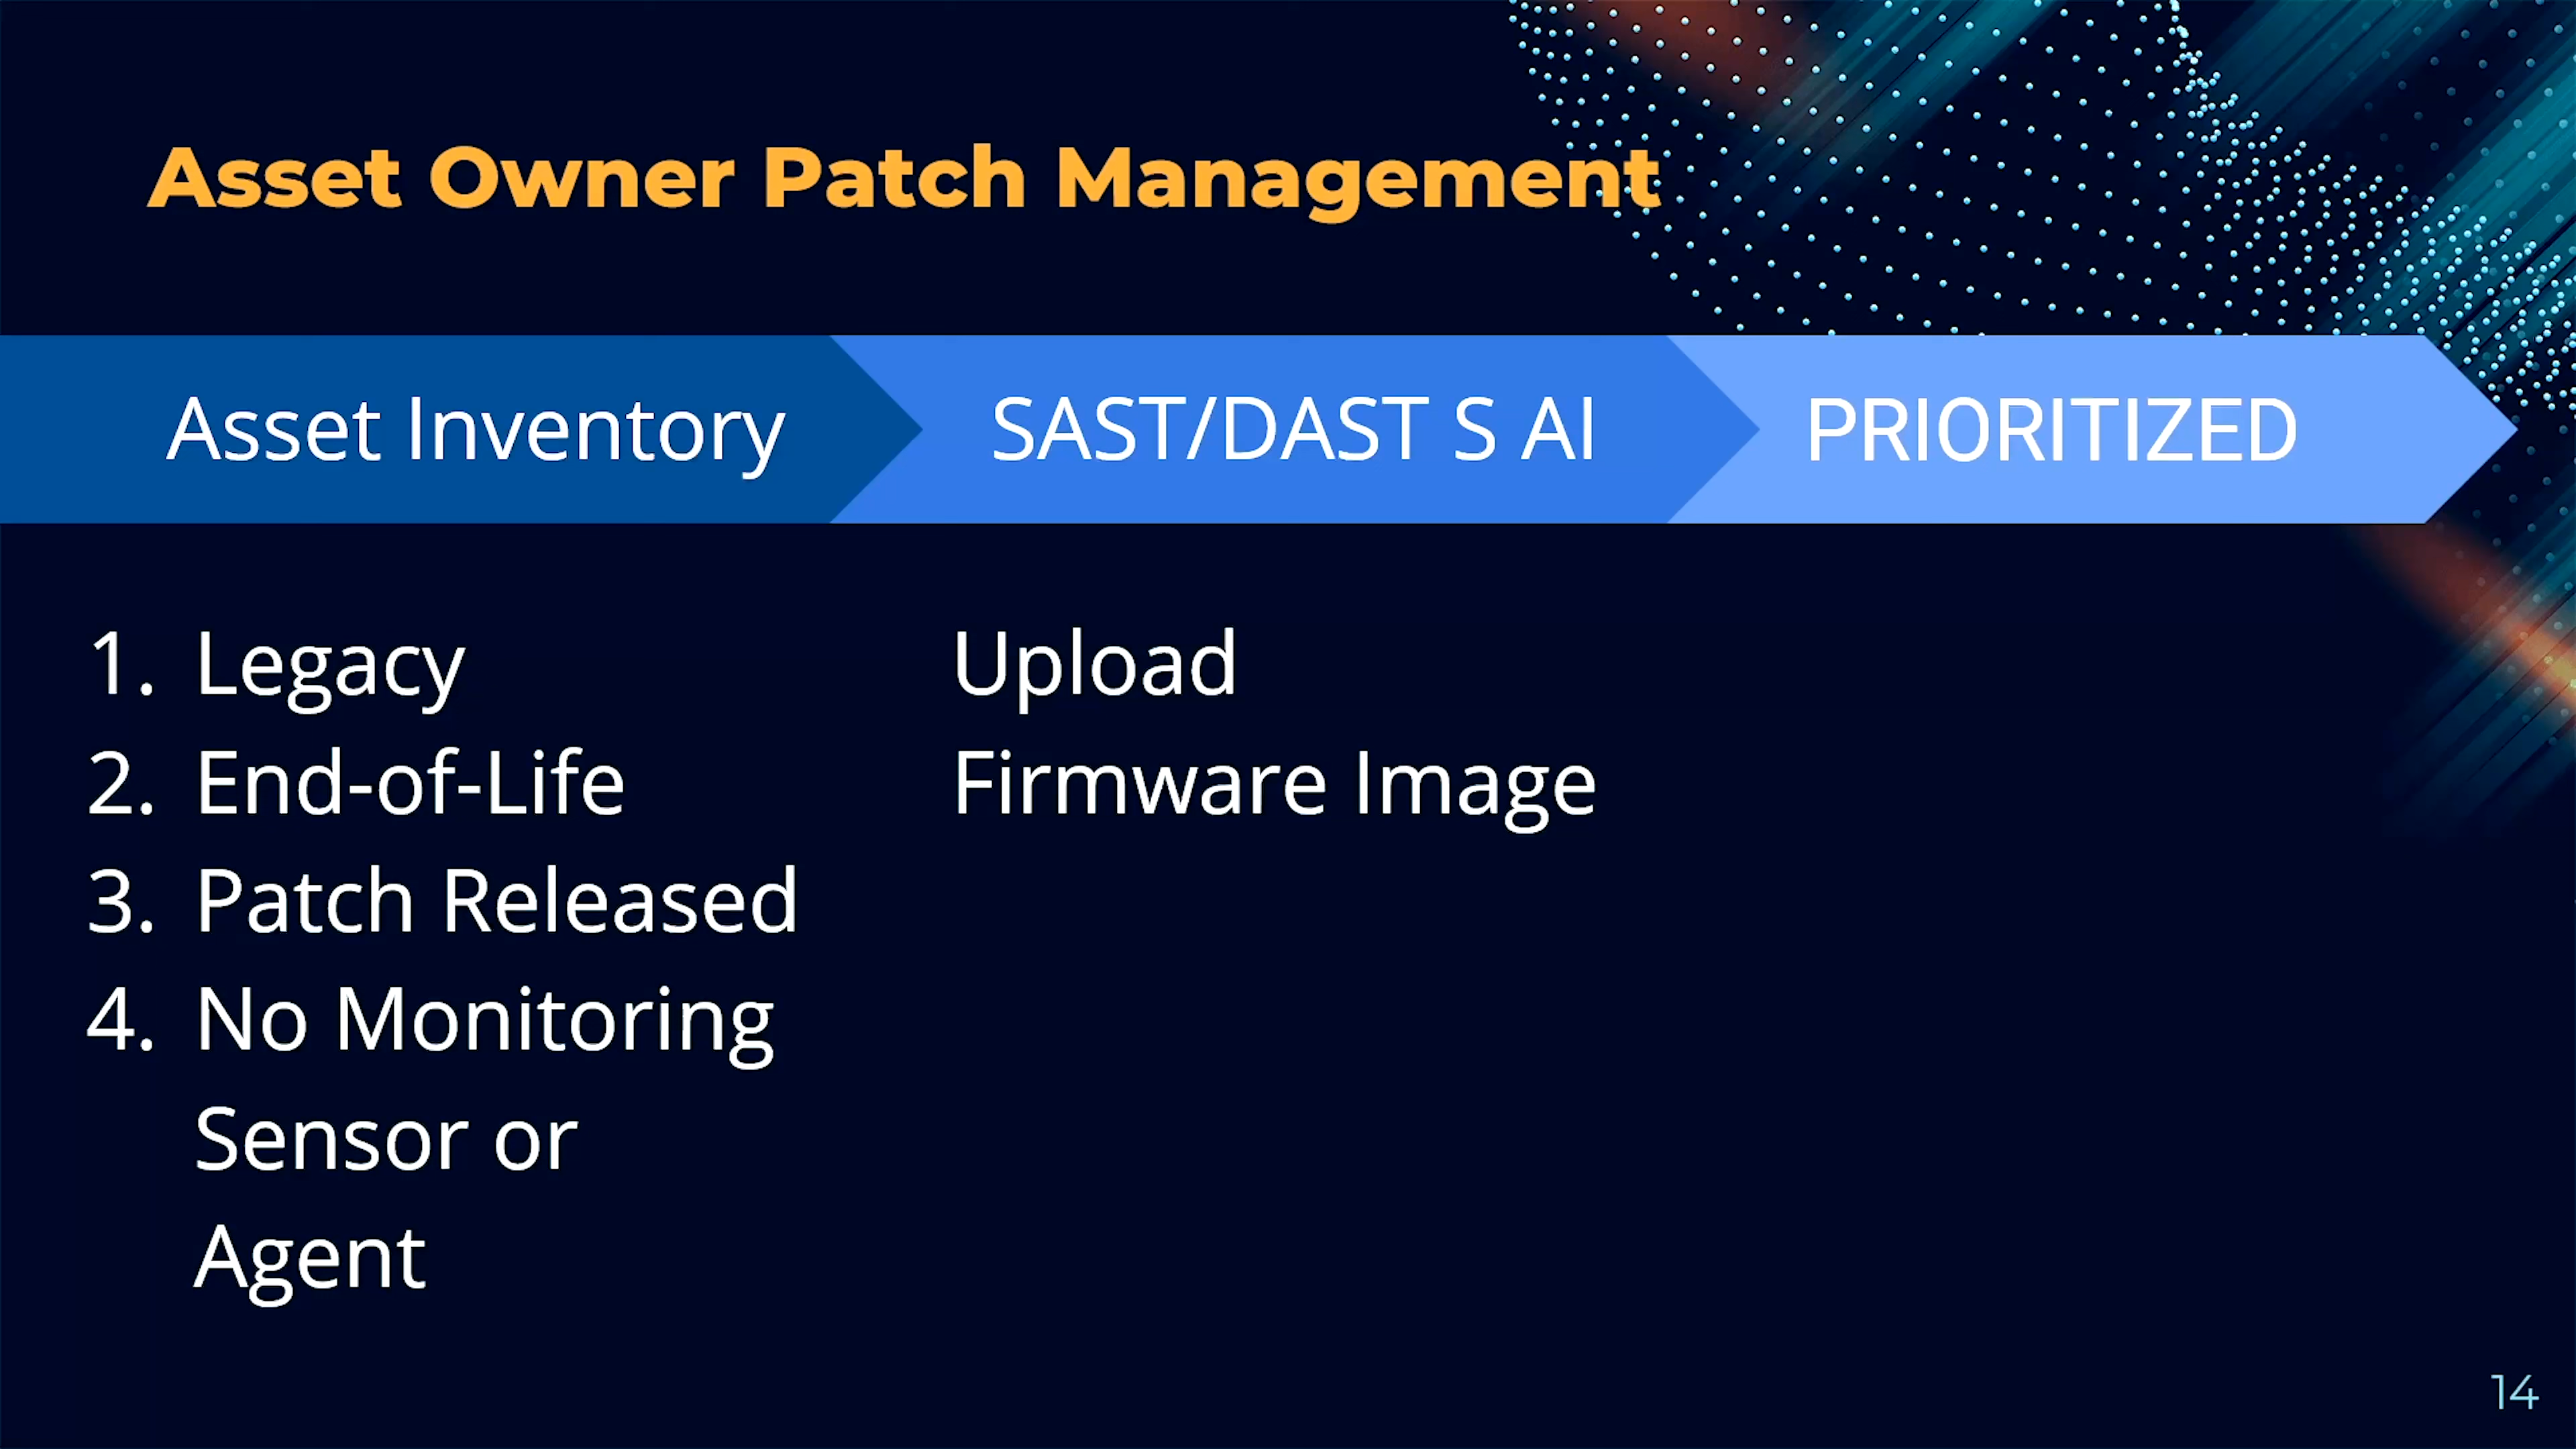 Asset Owner Patch Management
Asset Inventory
SAST/DAST S AI
PRIORITIZED
1. Legacy
2. End-of-Life
3. Patch Released
4. No Monitoring
Sensor or
Agent
Upload
Firmware Image
14